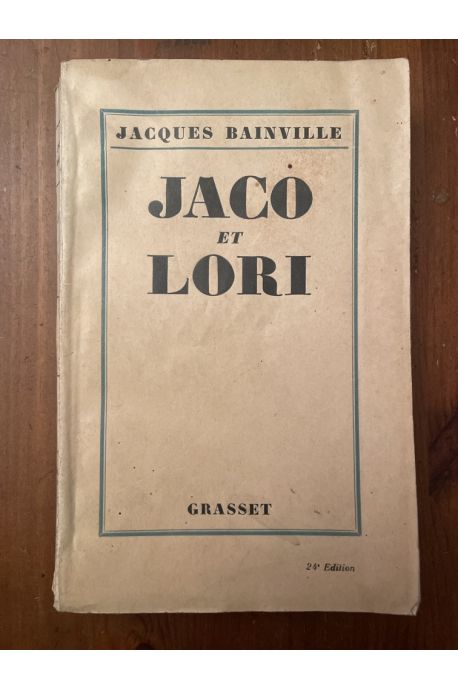 JACQUES BAINVILLE
JACO
ET
LORI
GRASSET
24e Edition